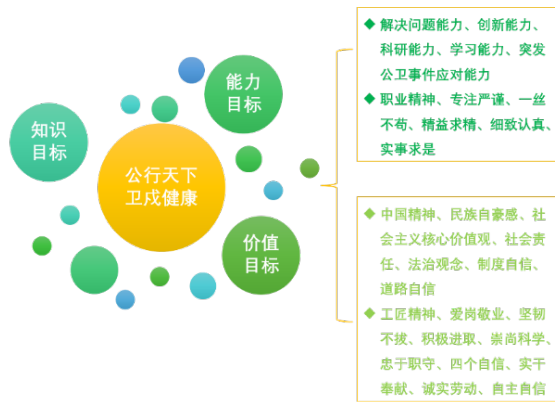 能力
目标
知识
目标
公行天下
卫戍健康
价值
目标
◆ 解决问题能力、创新能力、
科研能力、学习能力、突发
公卫事件应对能力
◆ 职业精神、专注严谨、一丝
不苟、精益求精、细致认真、
实事求是
◆ 中国精神、民族自豪感、社
会主义核心价值观、社会责
任、法治观念、制度自信、
道路自信
◆ 工匠精神、爱岗敬业、坚韧
不拔、积极进取、崇尚科学、
忠于职守、四个自信、实干
奉献、诚实劳动、自主自信